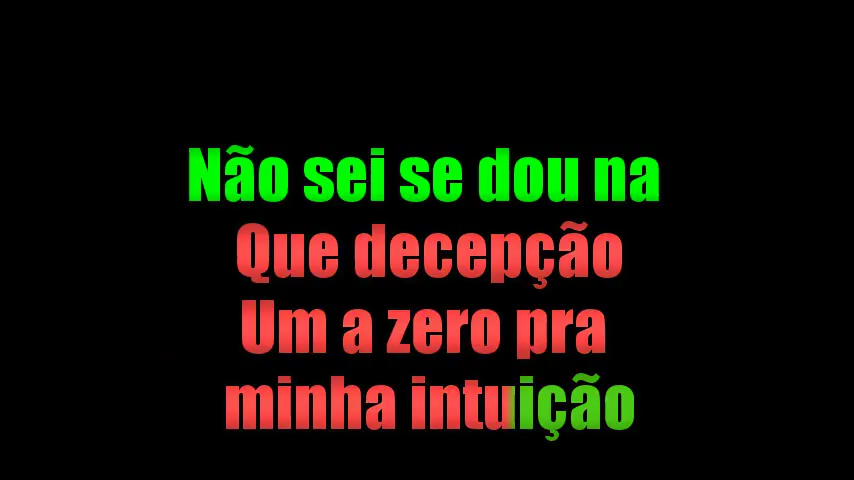 Não sei se dou na
Que decepção
Um a zero pra
minha intuição